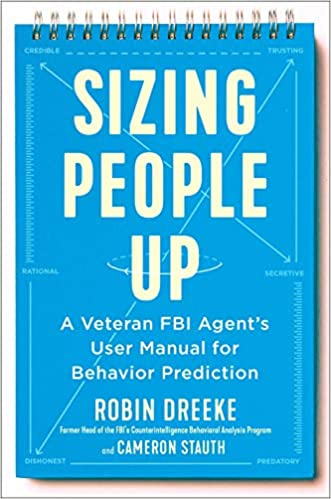 CREDIBLE TRUSTING
SIZING
PEOPLE
UP
RATIONAL SECRETIVE
A Veteran FBI Agent's
User Manual for
Behavior Prediction
ROBIN DREEKE
Former Head of the FBI's Counterintelligence Behavioral Analysis Program
and CAMERON STAUTH
DISHONEST PREDATORY